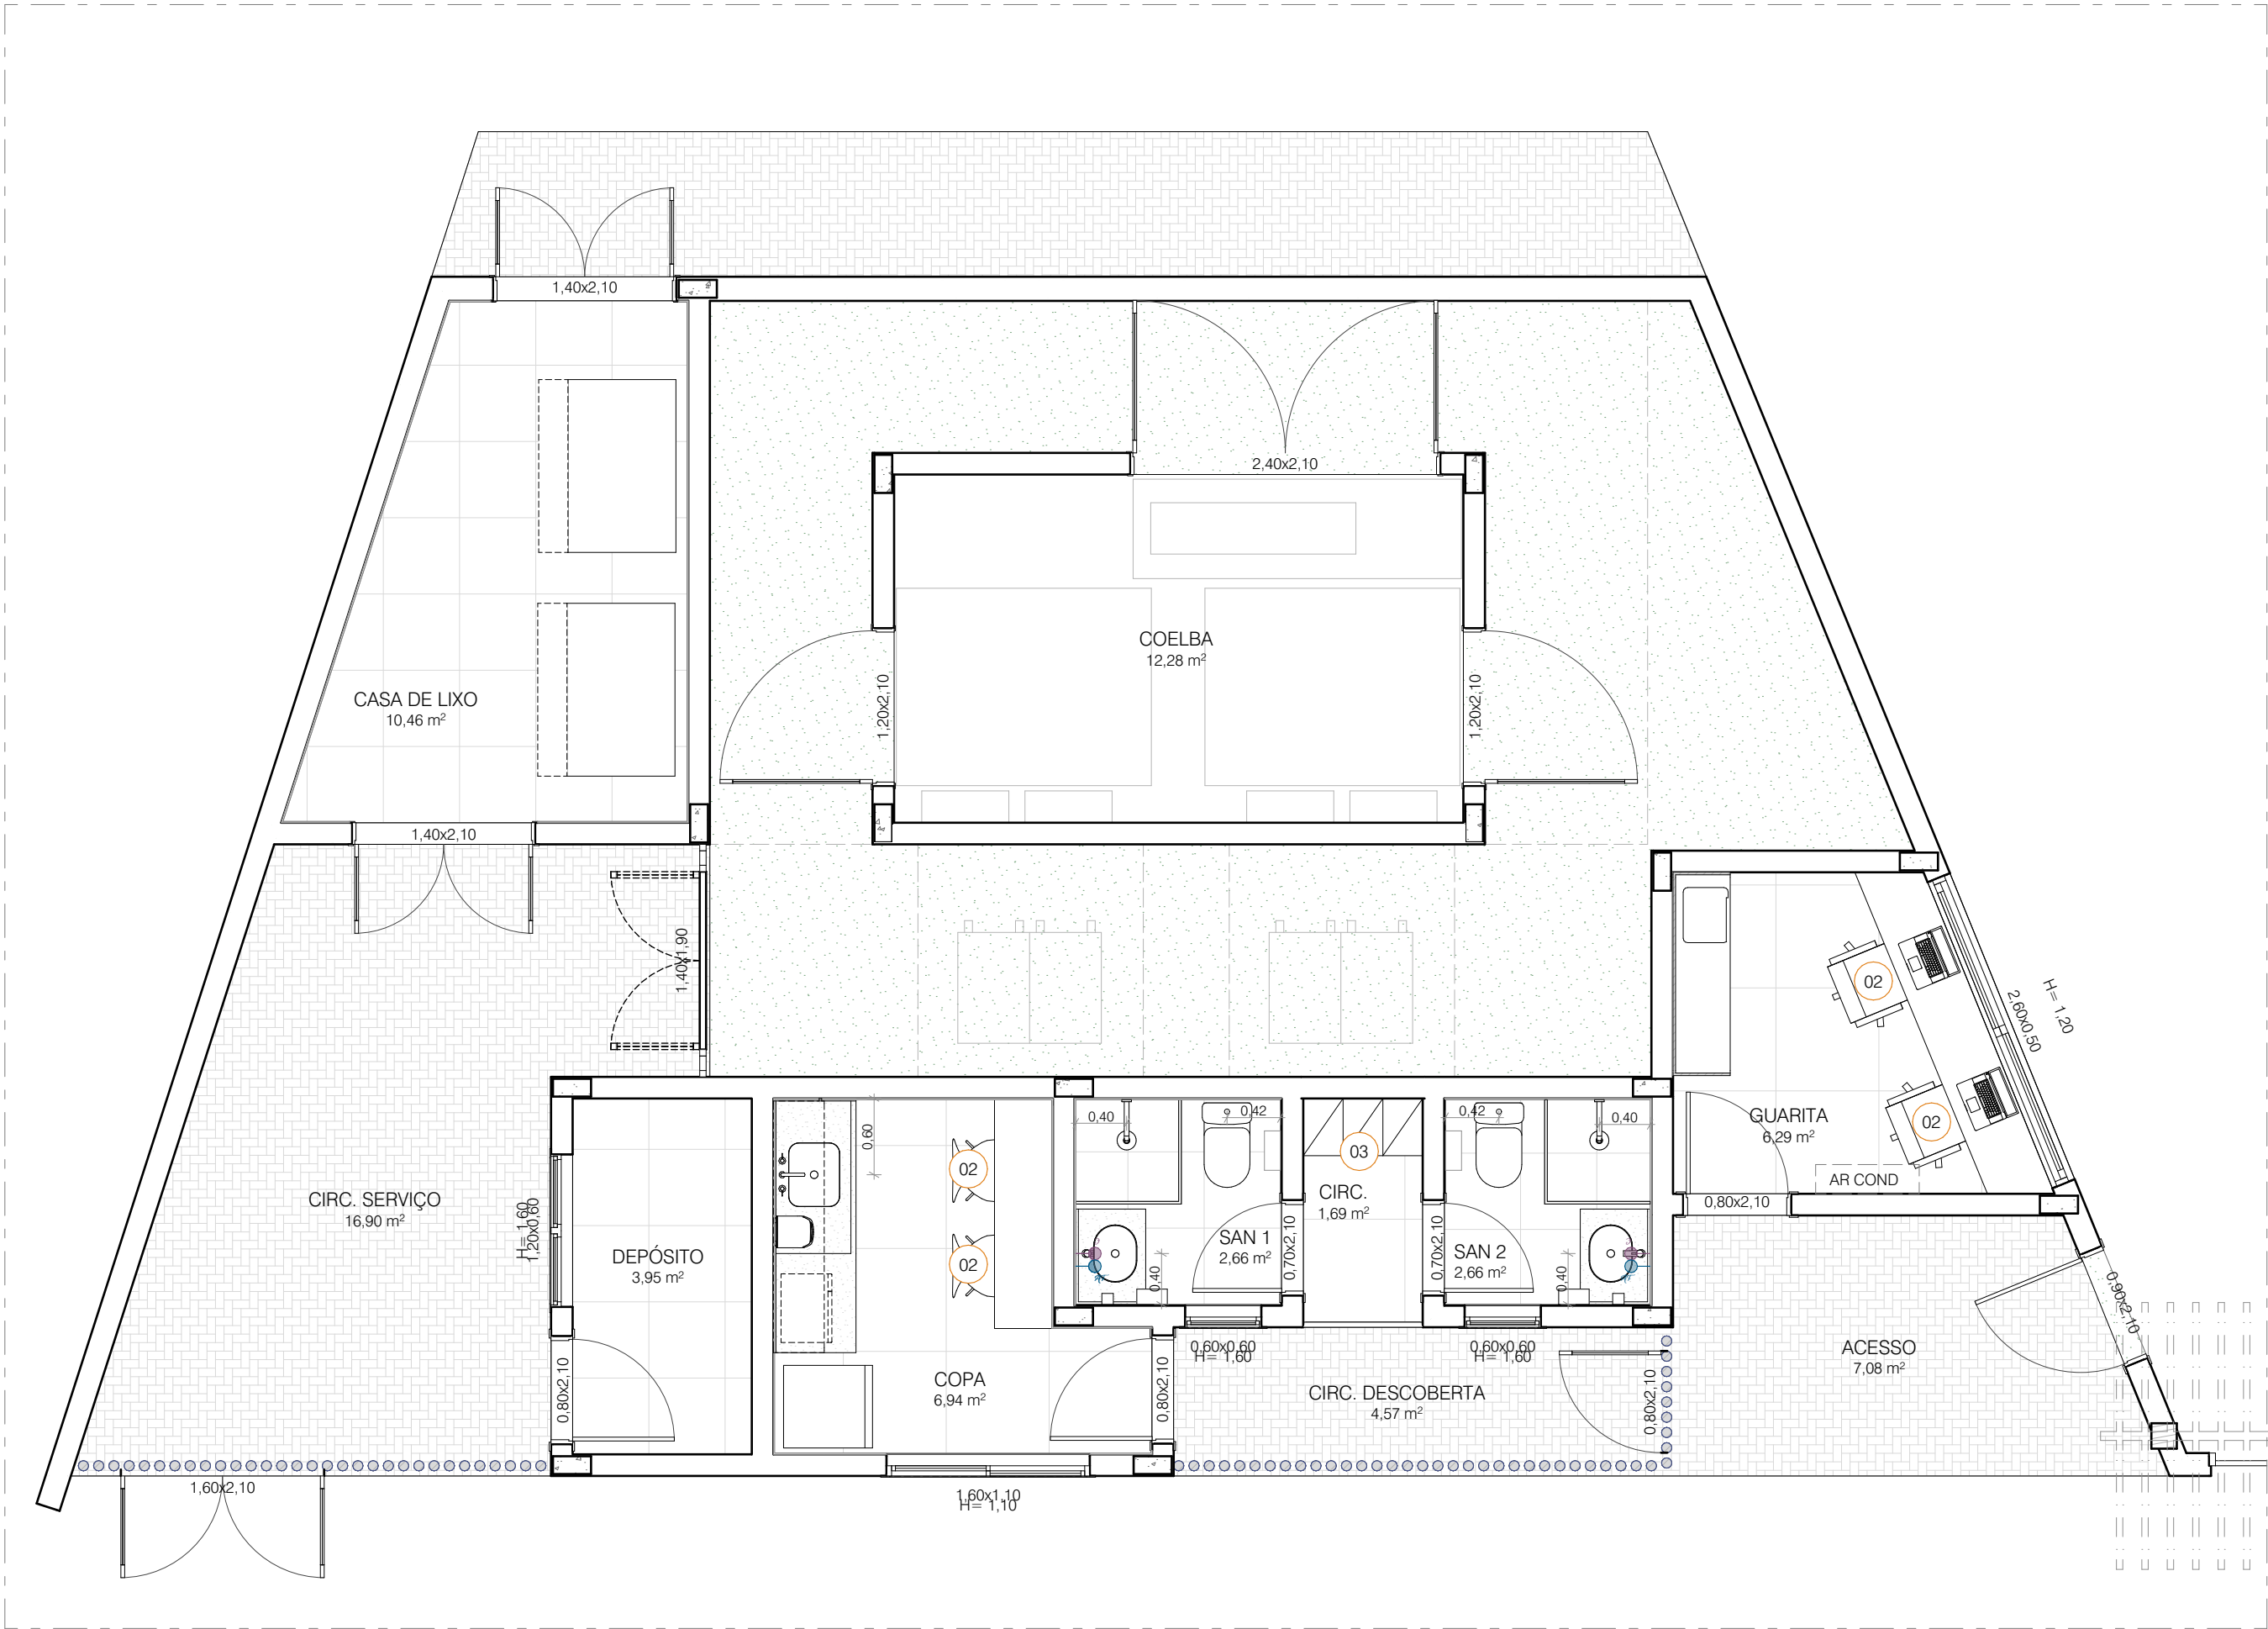 1,40x2,10
2,40x2,10
COELBA
12,28 m²
1,20x2,10
1,20x2,10
CASA DE LIXO
10,46 m²
1,40x2,10
1,40x1,90
02
H= 1,20
2,60x0,50
GUARITA
6,29 m²
02
AR COND
0,80x2,10
0,60
0,40
0,42
0,42
0,40
02
03
CIRC. SERVIÇO
16,90 m²
H= 1,60
1,20x0,60
DEPÓSITO
3,95 m²
02
CIRC.
1,69 m²
SAN 1
2,66 m²
0,70x2,10
0,70x2,10
SAN 2
2,66 m²
0,40
0,40
0,90x2,10
0,60x0,60
H= 1,60
0,60x0,60
H= 1,60
ACESSO
7,08 m²
0,80x2,10
COPA
6,94 m²
0,80x2,10
CIRC. DESCOBERTA
4,57 m²
0,80x2,10
1,60x2,10
1,60x1,10
H= 1,10